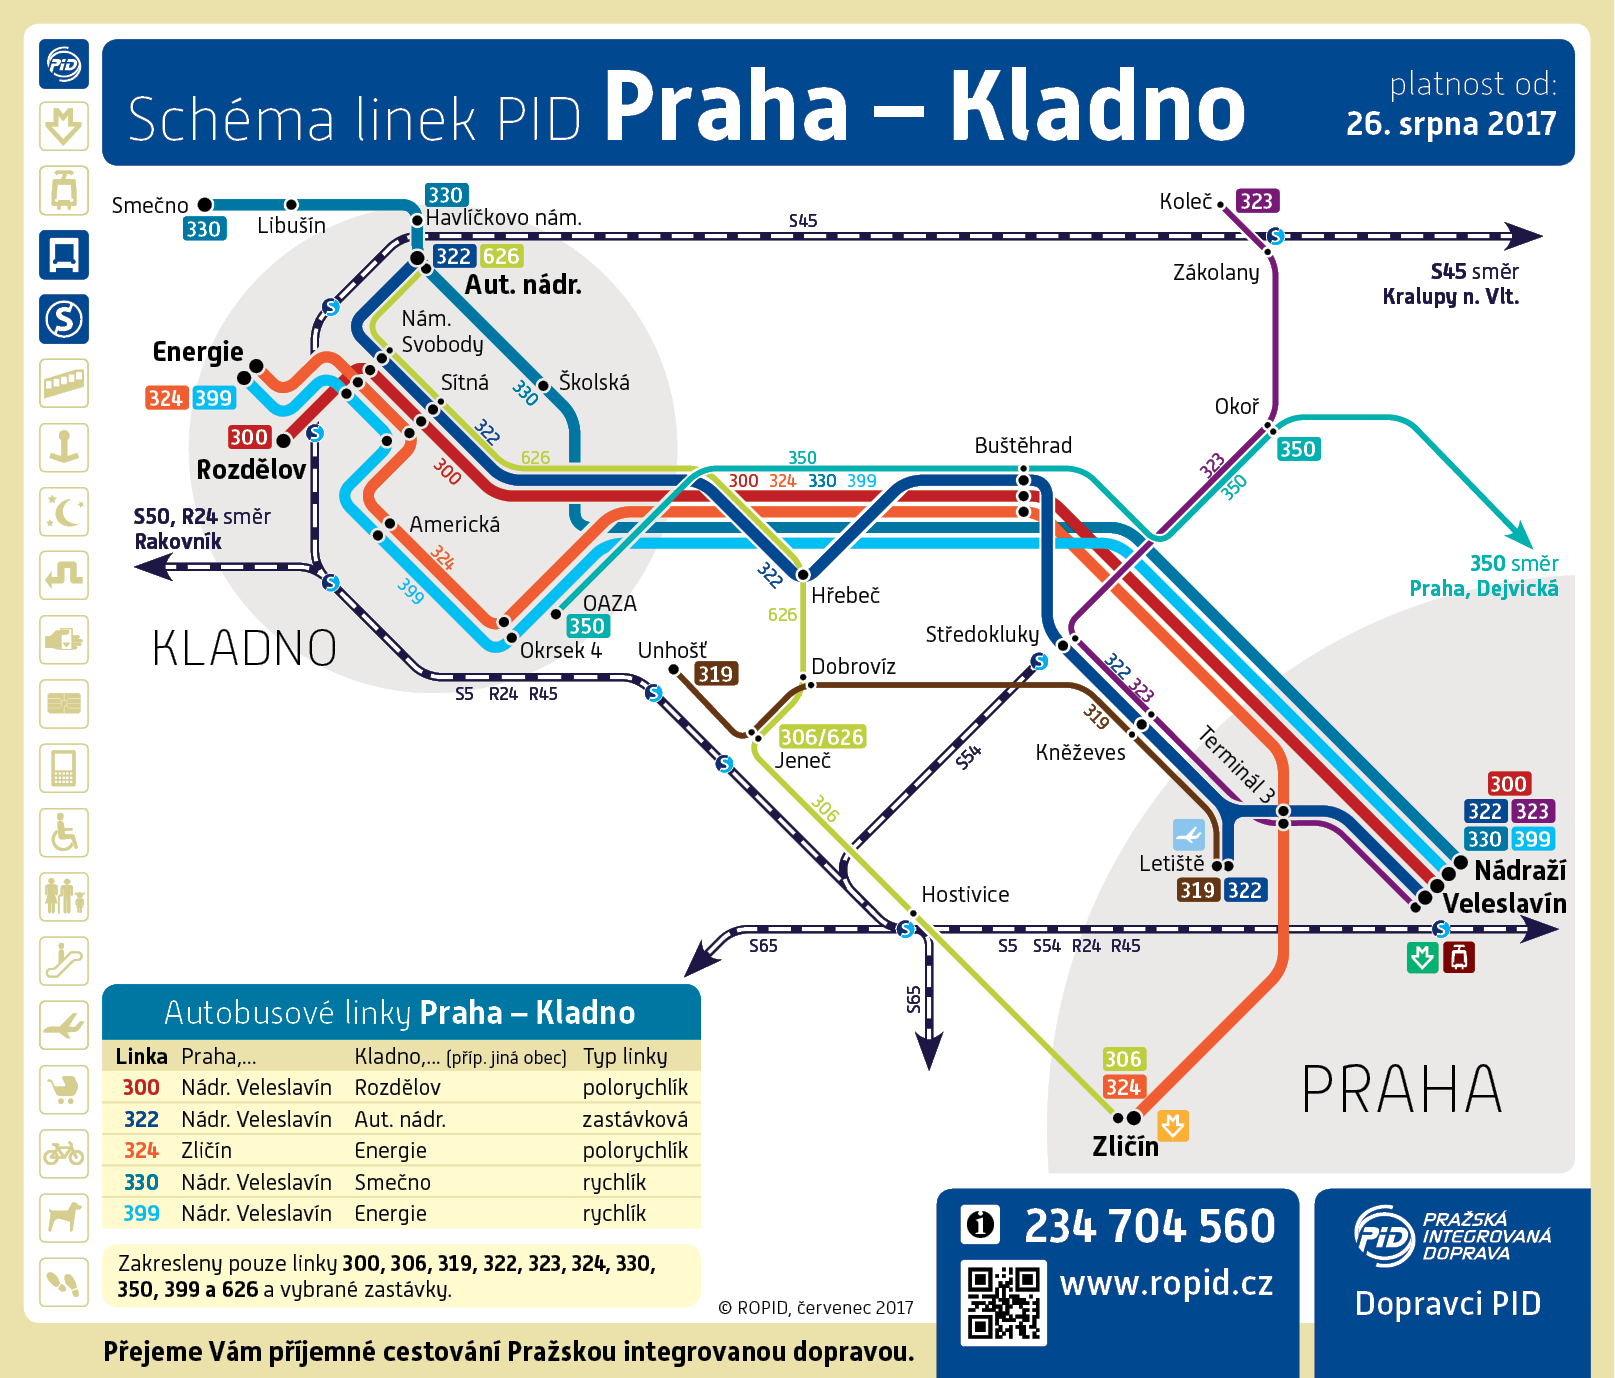 PID
Schéma linek PID Praha – Kladno
platnost od:
26. srpna 2017
Smečno
330
Libušín
330
Havlíčkovo nám.
322 626
Aut. nádr.
S45
Koleč 323
Zákolany
S45 směr
Kralupy n. Vlt.
Nám.
Svobody
Energie
324 399
Sítná
330
Školská
300
Rozdělov
322
300
626
350
300 324 330 399
Buštěhrad
Okoř
350
323
350
S50, R24 směr
Rakovník
Americká
324
399
322
Hřebeč
626
350 směr
Praha, Dejvická
OAZA
350
Okrsek 4
KLADNO
Unhošť
319
Středokluky
Dobrovíz
S5 R24 R45
322 323
319
306/626
Jeneč
S54
Kněževes
Terminál 3
306
Letiště
319 322
300
322 323
330 399
Nádraží
Veleslavín
Hostivice
S65
S5 S54 R24 R45
S65
306
324
Zličín
PRAHA
Autobusové linky Praha – Kladno
Linka Praha,... Kladno,... (příp. jiná obec) Typ linky
300 Nádr. Veleslavín Rozdělov polorychlík
322 Nádr. Veleslavín Aut. nádr. zastávková
324 Zličín Energie polorychlík
330 Nádr. Veleslavín Smečno rychlík
399 Nádr. Veleslavín Energie rychlík
Zakresleny pouze linky 300, 306, 319, 322, 323, 324, 330,
350, 399 a 626 a vybrané zastávky.
© ROPID, červenec 2017
234 704 560
www.ropid.cz
PID PRAŽSKÁ
INTEGROVANÁ
DOPRAVA
Dopravci PID
Přejeme Vám příjemné cestování Pražskou integrovanou dopravou.